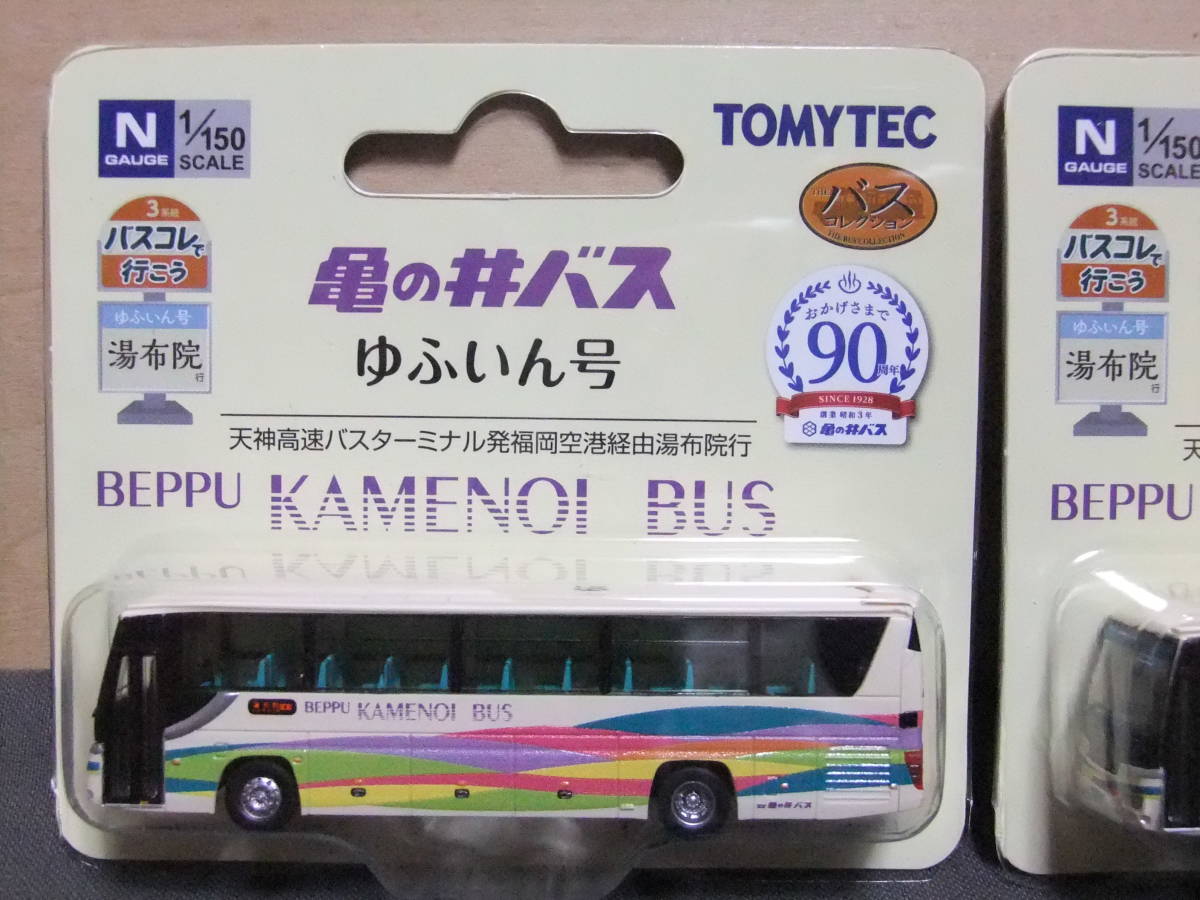 N
GAUGE
1/150
SCALE
TOMYTEC
THE
バス
コレクション
THE BUS COLLECTION
3系統
バスコレで
行こう
ゆふいん号
湯布院
行
亀の井バス
ゆふいん号
おかげさまで
90
周年
SINCE 1928
創業 昭和3年
亀の井バス
天神高速バスターミナル発福岡空港経由湯布院行
BEPPU KAMENOI BUS
BEPPU KAMENOI BUS
亀の井バス
N
GAUGE
1/150
SCALE
3系統
バスコレで
行こう
ゆふいん号
湯布院
行
天
BEPPU